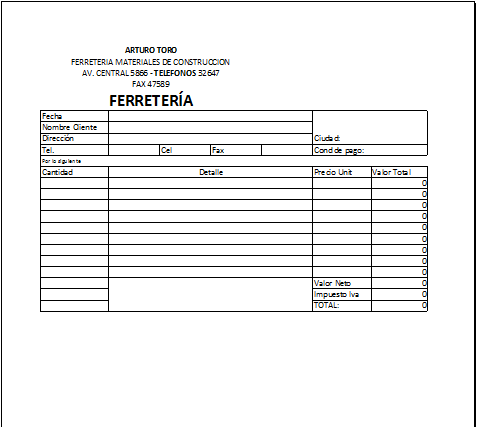 ARTURO TORO
FERRETERIA MATERIALES DE CONSTRUCCION
AV. CENTRAL 5866 - TELEFONOS 32647
FAX 47589
FERRETERÍA
Fecha
Nombre Cliente
Dirección Ciudad:
Tel. Cel Fax Cond de pago:
Por lo siguiente
Cantidad Detalle Precio Unit Valor Total
0
0
0
0
0
0
0
0
0
Valor Neto 0
Impuesto Iva 0
TOTAL: 0